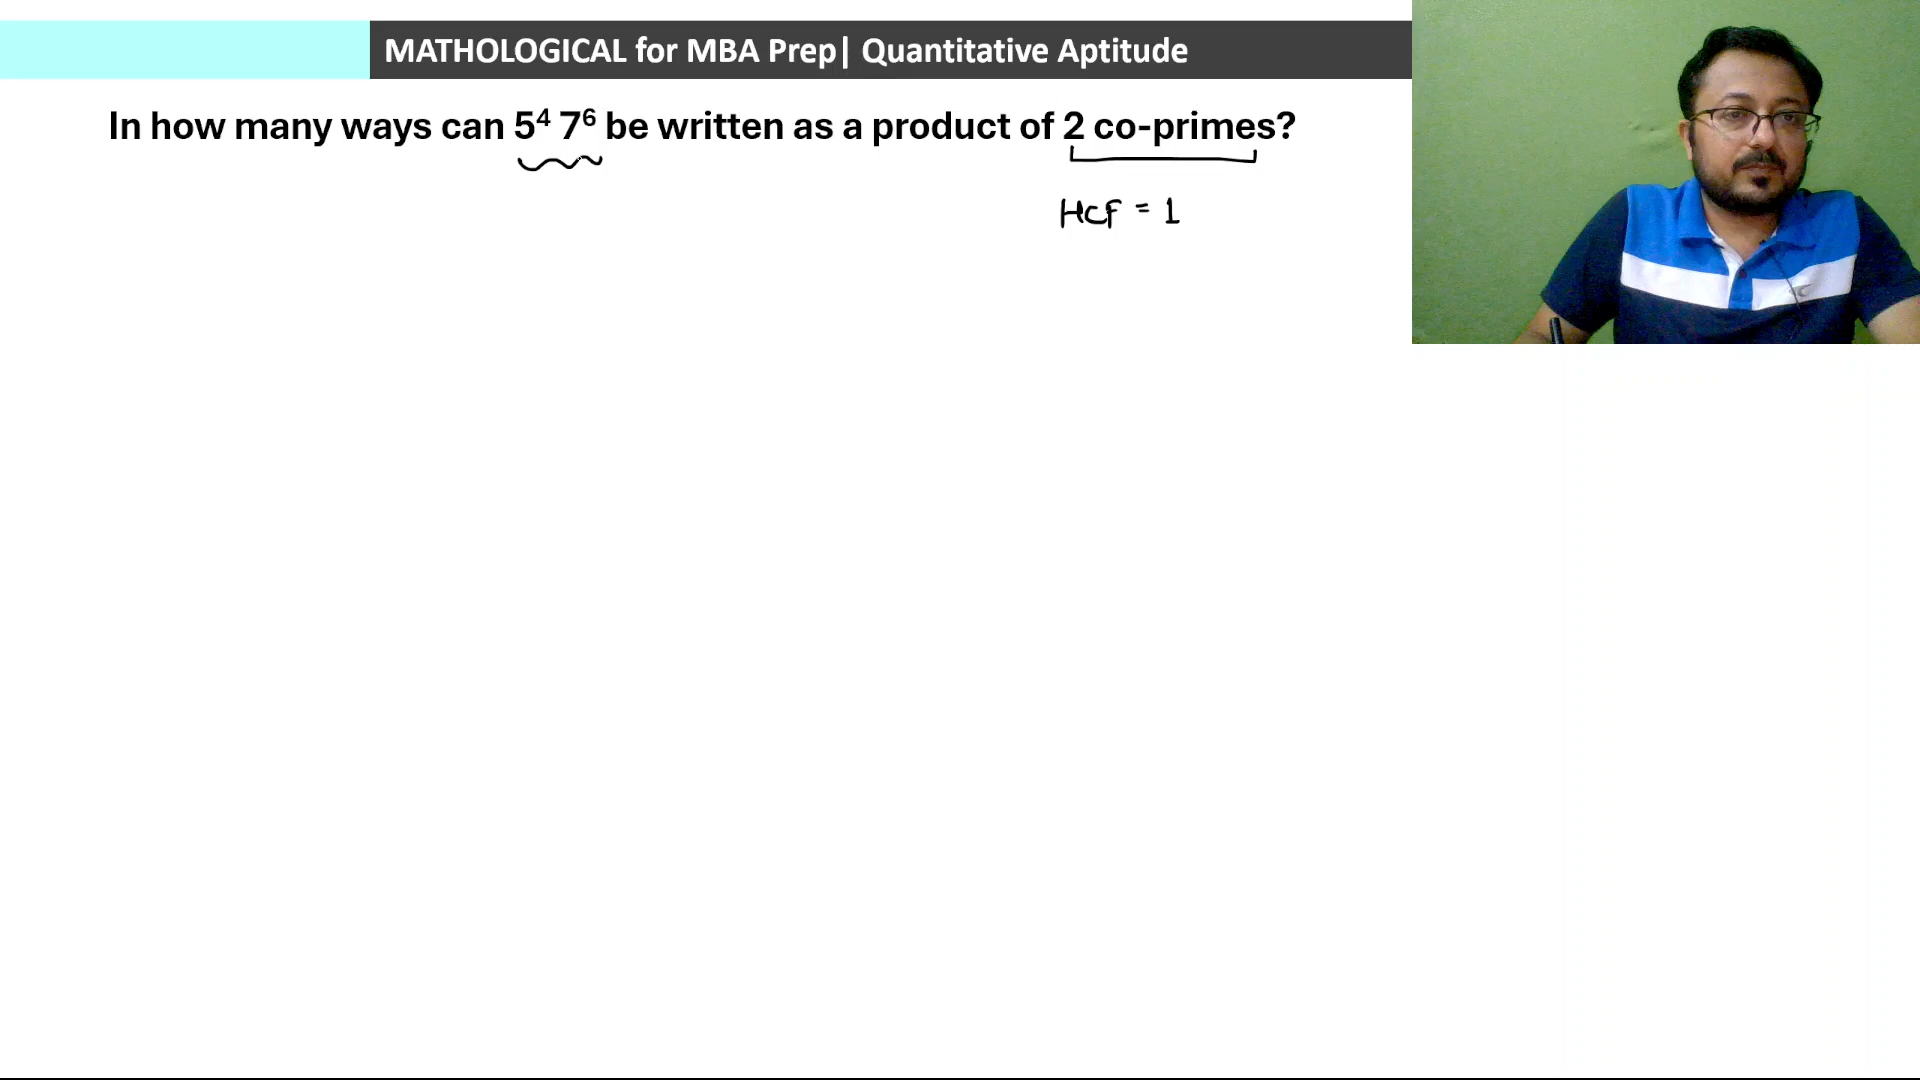 MATHOLOGICAL for MBA Prep| Quantitative Aptitude
In how many ways can 5⁴ 7⁶ be written as a product of 2 co-primes?
HCF = 1